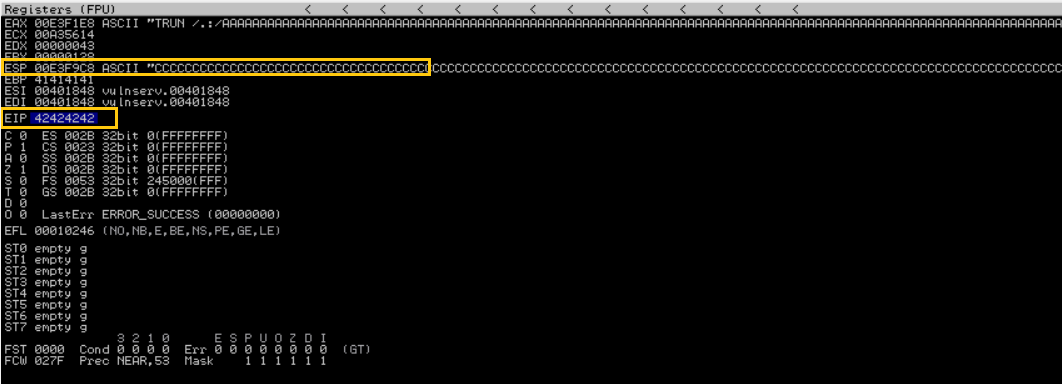 Registers (FPU) < < < < < < < < < < < < < <
EAX 00E3F1E8 ASCII "TRUN /.:/AAAAAAAAAAAAAAAAAAAAAAAAAAAAAAAAAAAAAAAAAAAAAAAAAAAAAAAAAAAAAAAAAAAAAAAAAAAAAAAAAAAAAAAAAAAAAAAAAAA
ECX 00A35614
EDX 00000043
EBX 00000128
ESP 00E3F9C8 ASCII "CCCCCCCCCCCCCCCCCCCCCCCCCCCCCCCCCCCCCCCCCCCCCCCCCCCCCCCCCCCCCCCCCCCCCCCCCCCCCCCCCCCCCCCCCCCCCCCCCCCCCCCCCCCCCCCCCCCCC
EBP 41414141
ESI 00401848 vulnserv.00401848
EDI 00401848 vulnserv.00401848
EIP 42424242
C 0 ES 002B 32bit 0(FFFFFFFF)
P 1 CS 0023 32bit 0(FFFFFFFF)
A 0 SS 002B 32bit 0(FFFFFFFF)
Z 1 DS 002B 32bit 0(FFFFFFFF)
S 0 FS 0053 32bit 245000(FFF)
T 0 GS 002B 32bit 0(FFFFFFFF)
D 0
O 0 LastErr ERROR_SUCCESS (00000000)
EFL 00010246 (NO,NB,E,BE,NS,PE,GE,LE)
ST0 empty g
ST1 empty g
ST2 empty g
ST3 empty g
ST4 empty g
ST5 empty g
ST6 empty g
ST7 empty g
3 2 1 0 E S P U O Z D I
FST 0000 Cond 0 0 0 0 Err 0 0 0 0 0 0 0 0 (GT)
FCW 027F Prec NEAR,53 Mask 1 1 1 1 1 1